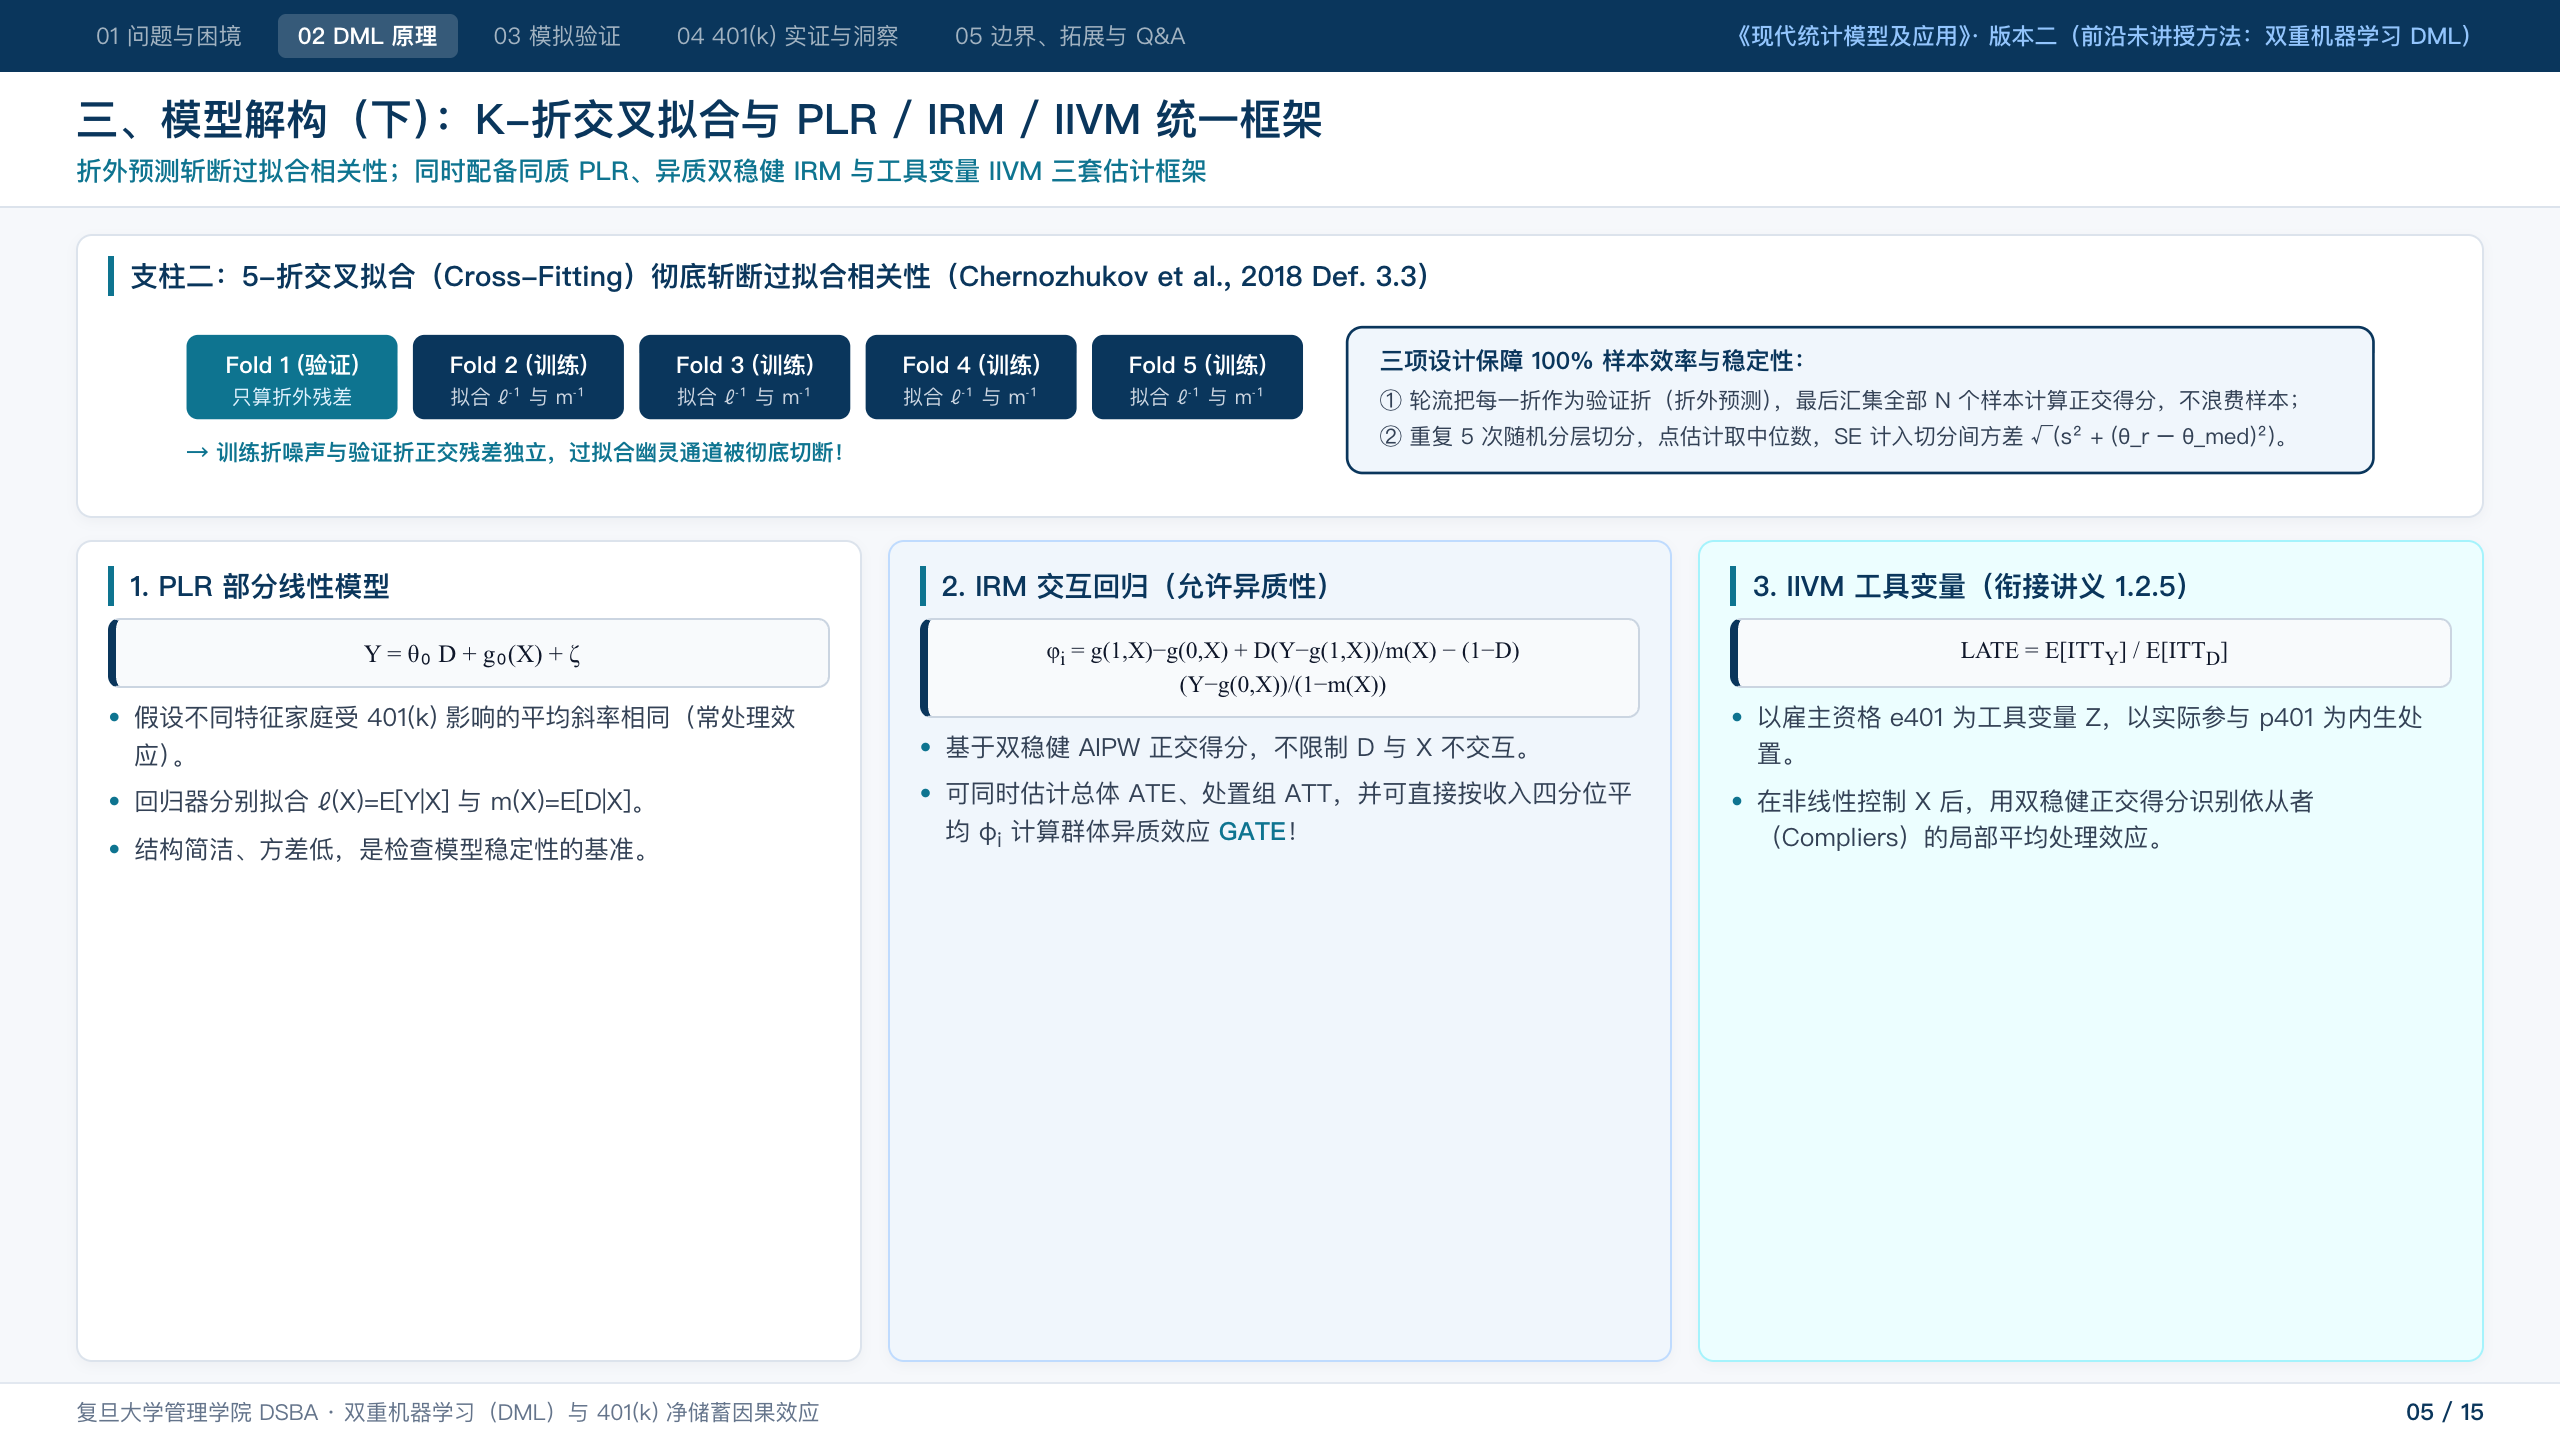 01 问题与困境 02 DML 原理 03 模拟验证 04 401(k) 实证与洞察 05 边界、拓展与 Q&A 《现代统计模型及应用》· 版本二（前沿未讲授方法：双重机器学习 DML）
三、模型解构（下）：K-折交叉拟合与 PLR / IRM / IIVM 统一框架
折外预测斩断过拟合相关性；同时配备同质 PLR、异质双稳健 IRM 与工具变量 IIVM 三套估计框架
支柱二：5-折交叉拟合（Cross-Fitting）彻底斩断过拟合相关性（Chernozhukov et al., 2018 Def. 3.3）
Fold 1 (验证) Fold 2 (训练) Fold 3 (训练) Fold 4 (训练) Fold 5 (训练)
只算折外残差 拟合 ℓ⁻¹ 与 m⁻¹ 拟合 ℓ⁻¹ 与 m⁻¹ 拟合 ℓ⁻¹ 与 m⁻¹ 拟合 ℓ⁻¹ 与 m⁻¹
→ 训练折噪声与验证折正交残差独立，过拟合幽灵通道被彻底切断！
三项设计保障 100% 样本效率与稳定性：
① 轮流把每一折作为验证折（折外预测），最后汇集全部 N 个样本计算正交得分，不浪费样本；
② 重复 5 次随机分层切分，点估计取中位数，SE 计入切分间方差 √‾(s² + (θ_r − θ_med)²)。
1. PLR 部分线性模型
Y = θ₀ D + g₀(X) + ζ
• 假设不同特征家庭受 401(k) 影响的平均斜率相同（常处理效
应）。
• 回归器分别拟合 ℓ(X)=E[Y|X] 与 m(X)=E[D|X]。
• 结构简洁、方差低，是检查模型稳定性的基准。
2. IRM 交互回归（允许异质性）
φᵢ = g(1,X)−g(0,X) + D(Y−g(1,X))/m(X) − (1−D)
(Y−g(0,X))/(1−m(X))
• 基于双稳健 AIPW 正交得分，不限制 D 与 X 不交互。
• 可同时估计总体 ATE、处置组 ATT，并可直接按收入四分位平
均 ϕᵢ 计算群体异质效应 GATE！
3. IIVM 工具变量（衔接讲义 1.2.5）
LATE = E[ITT_Y] / E[ITT_D]
• 以雇主资格 e401 为工具变量 Z，以实际参与 p401 为内生处
置。
• 在非线性控制 X 后，用双稳健正交得分识别依从者
（Compliers）的局部平均处理效应。
复旦大学管理学院 DSBA · 双重机器学习（DML）与 401(k) 净储蓄因果效应
05 / 15